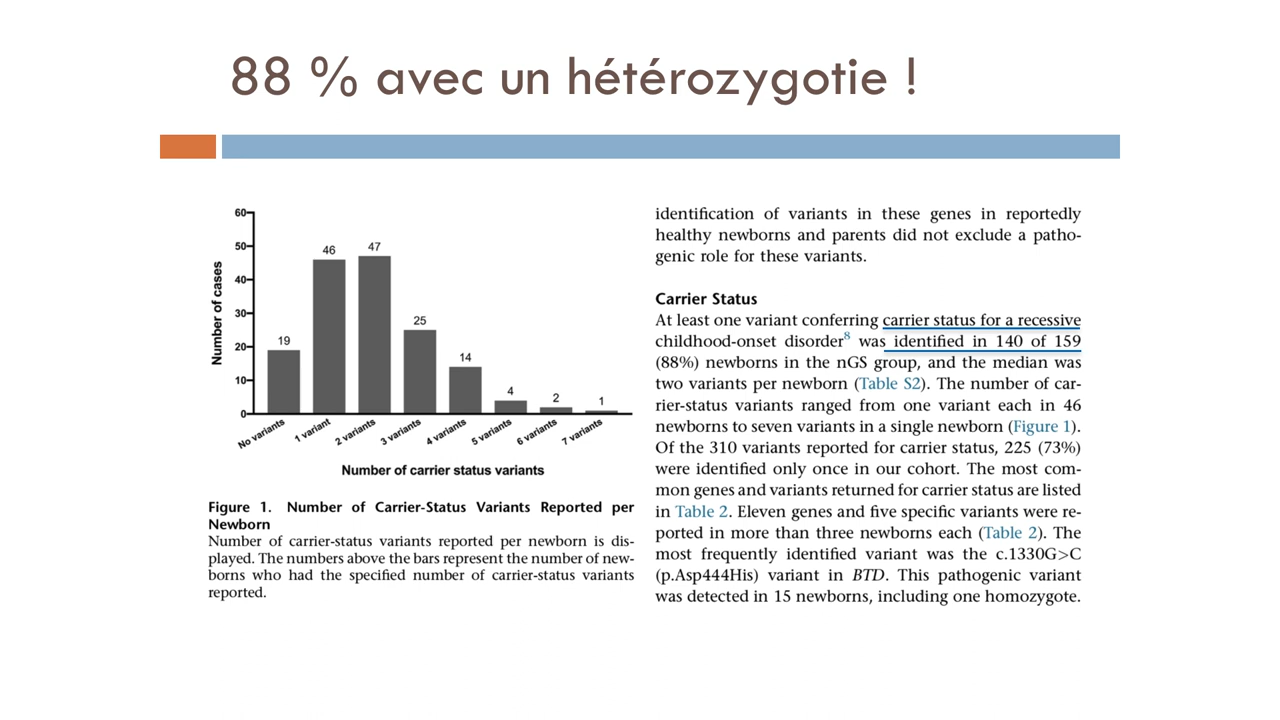 88 % avec un hétérozygotie !
60
50
40
30
20
10
0
Number of cases
19
46
47
25
14
4
2
1
No variants
1 variant
2 variants
3 variants
4 variants
5 variants
6 variants
7 variants
Number of carrier status variants
Figure 1. Number of Carrier-Status Variants Reported per
Newborn
Number of carrier-status variants reported per newborn is dis-
played. The numbers above the bars represent the number of new-
borns who had the specified number of carrier-status variants
reported.
identification of variants in these genes in reportedly
healthy newborns and parents did not exclude a patho-
genic role for these variants.
Carrier Status
At least one variant conferring carrier status for a recessive
childhood-onset disorder8 was identified in 140 of 159
(88%) newborns in the nGS group, and the median was
two variants per newborn (Table S2). The number of car-
rier-status variants ranged from one variant each in 46
newborns to seven variants in a single newborn (Figure 1).
Of the 310 variants reported for carrier status, 225 (73%)
were identified only once in our cohort. The most com-
mon genes and variants returned for carrier status are listed
in Table 2. Eleven genes and five specific variants were re-
ported in more than three newborns each (Table 2). The
most frequently identified variant was the c.1330G>C
(p.Asp444His) variant in BTD. This pathogenic variant
was detected in 15 newborns, including one homozygote.